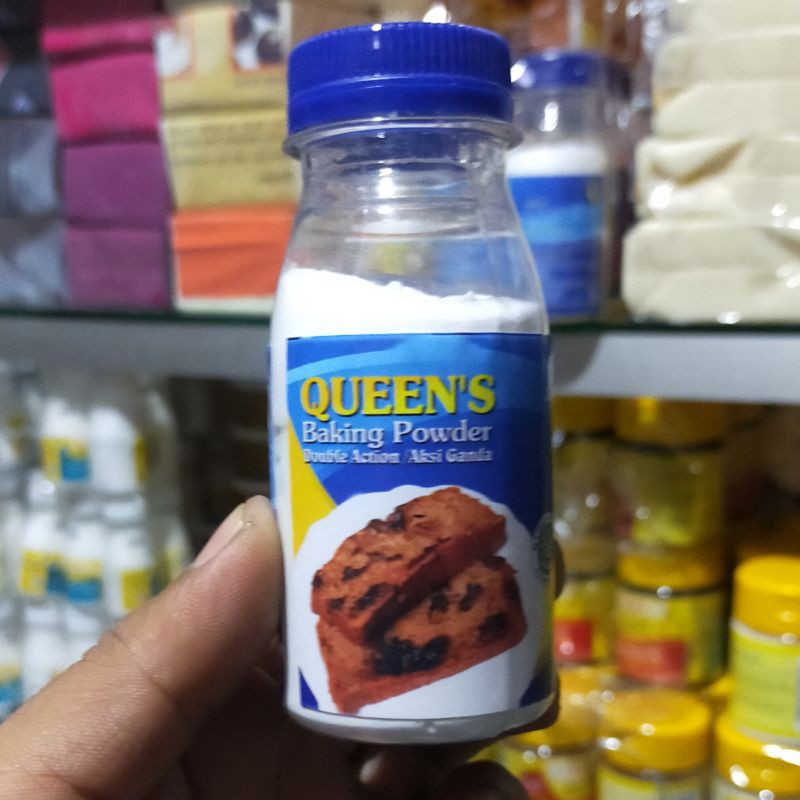 QUEEN'S
Baking Powder
Double Action / Aksi Ganda